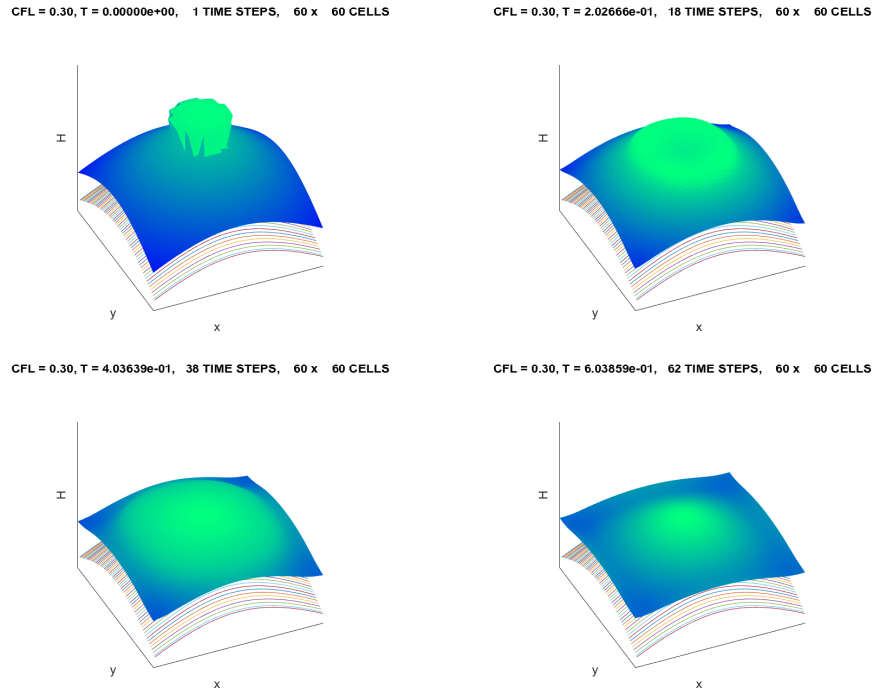 CFL = 0.30, T = 0.00000e+00, 1 TIME STEPS, 60 x 60 CELLS
H
y
x
CFL = 0.30, T = 2.02666e-01, 18 TIME STEPS, 60 x 60 CELLS
H
y
x
CFL = 0.30, T = 4.03639e-01, 38 TIME STEPS, 60 x 60 CELLS
H
y
x
CFL = 0.30, T = 6.03859e-01, 62 TIME STEPS, 60 x 60 CELLS
H
y
x